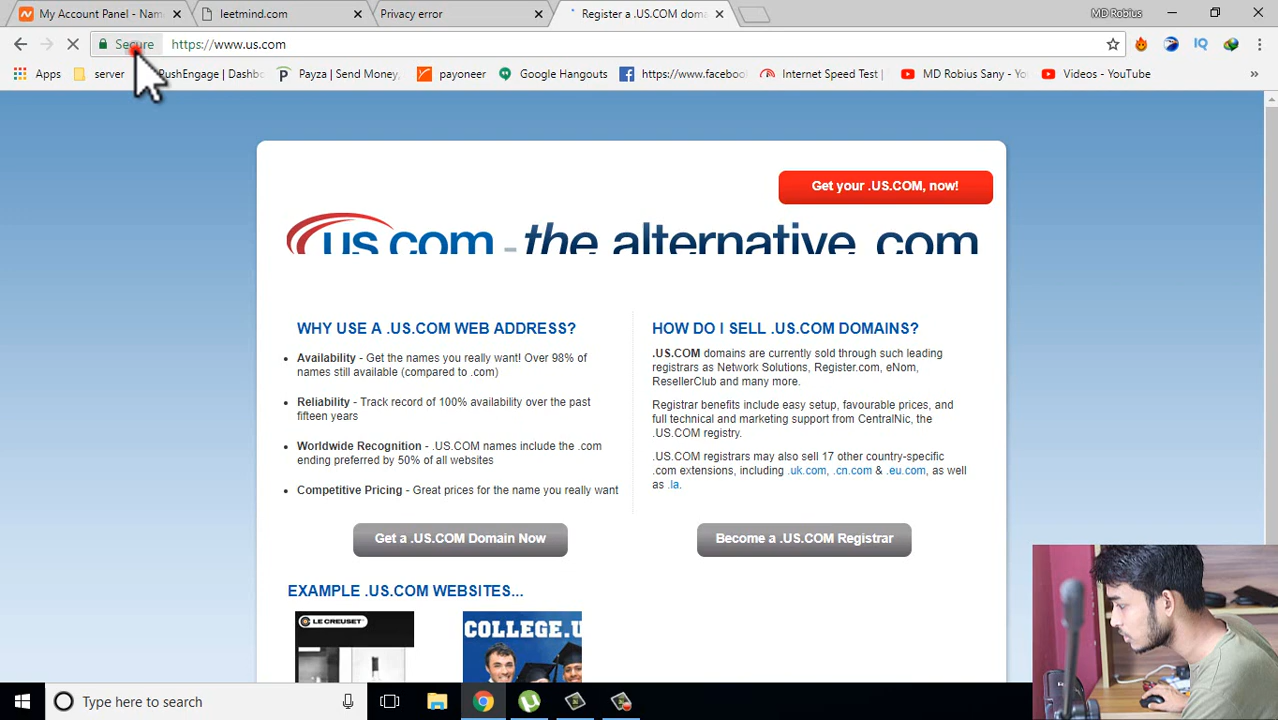 My Account Panel - Nam
leetmind.com
Privacy error
Register a .US.COM doma
MD Robius
Secure
https://www.us.com
Apps
server
PushEngage | Dashb
Payza | Send Money,
payoneer
Google Hangouts
https://www.faceboo
Internet Speed Test |
MD Robius Sany - Yo
Videos - YouTube
Get your .US.COM, now!
us.com - the alternative .com
WHY USE A .US.COM WEB ADDRESS?
Availability - Get the names you really want! Over 98% of
names still available (compared to .com)
Reliability - Track record of 100% availability over the past
fifteen years
Worldwide Recognition - .US.COM names include the .com
ending preferred by 50% of all websites
Competitive Pricing - Great prices for the name you really want
Get a .US.COM Domain Now
HOW DO I SELL .US.COM DOMAINS?
.US.COM domains are currently sold through such leading
registrars as Network Solutions, Register.com, eNom,
ResellerClub and many more.
Registrar benefits include easy setup, favourable prices, and
full technical and marketing support from CentralNic, the
.US.COM registry.
.US.COM registrars may also sell 17 other country-specific
.com extensions, including .uk.com, .cn.com & .eu.com, as well
as .la.
Become a .US.COM Registrar
EXAMPLE .US.COM WEBSITES...
LE CREUSET
COLLEGE.U
Type here to search